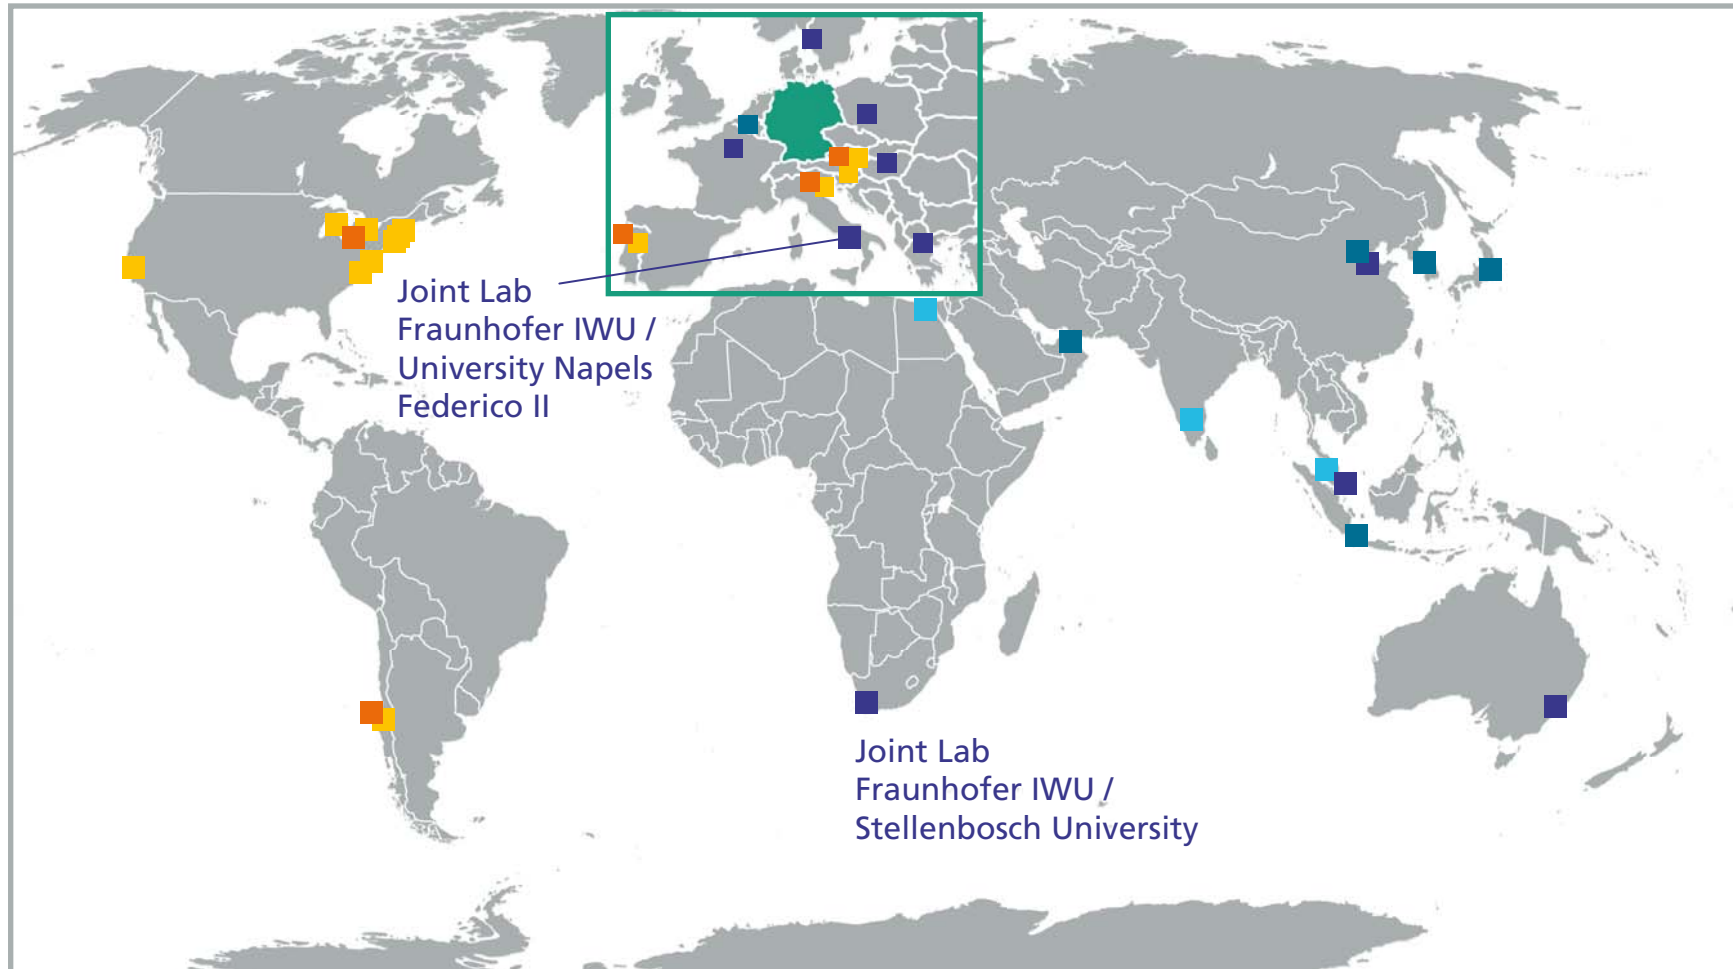 Joint Lab
Fraunhofer IWU /
University Napels
Federico II
Joint Lab
Fraunhofer IWU /
Stellenbosch University